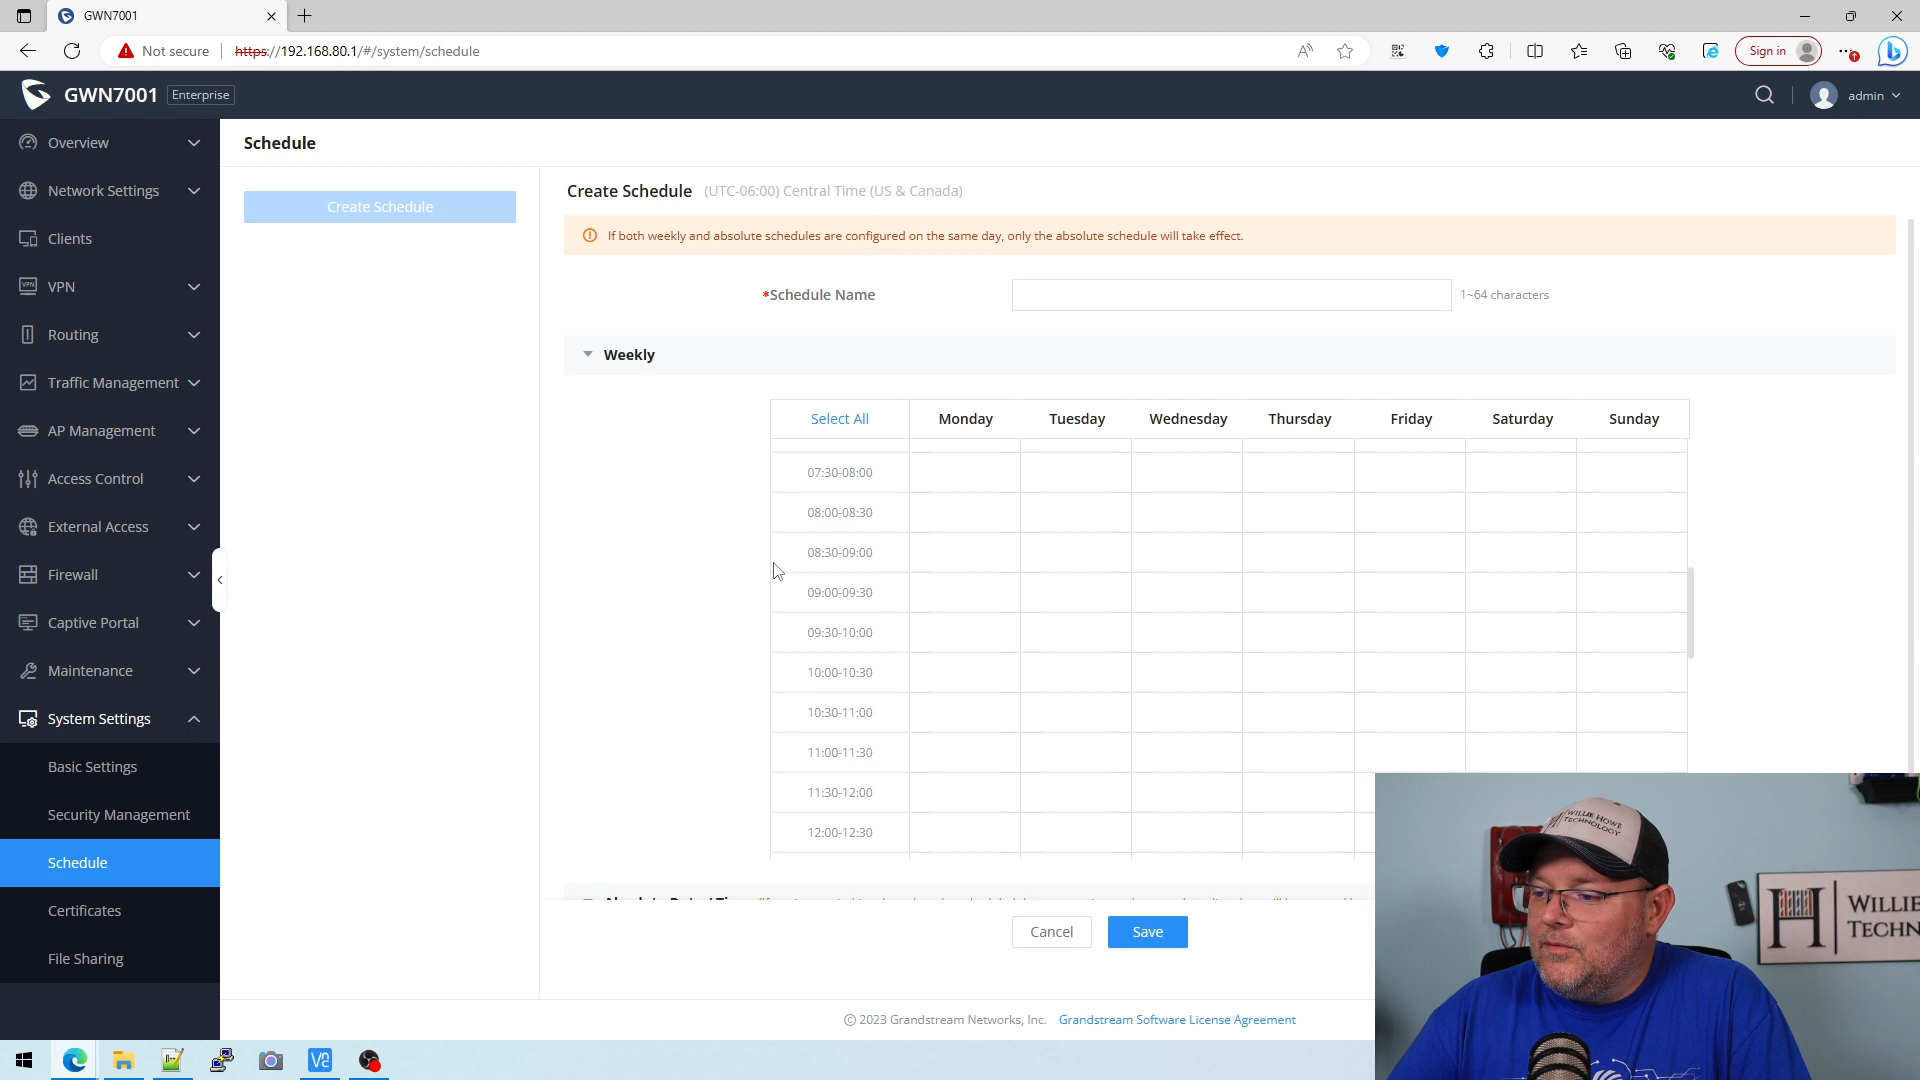 GWN7001
Not secure
https://192.168.80.1/#/system/schedule
Sign in
GWN7001 Enterprise
admin
Overview
Network Settings
Clients
VPN
Routing
Traffic Management
AP Management
Access Control
External Access
Firewall
Captive Portal
Maintenance
System Settings
Basic Settings
Security Management
Schedule
Certificates
File Sharing
Schedule
Create Schedule
Create Schedule (UTC-06:00) Central Time (US & Canada)
If both weekly and absolute schedules are configured on the same day, only the absolute schedule will take effect.
*Schedule Name
1~64 characters
Weekly
Select All Monday Tuesday Wednesday Thursday Friday Saturday Sunday
07:30-08:00
08:00-08:30
08:30-09:00
09:00-09:30
09:30-10:00
10:00-10:30
10:30-11:00
11:00-11:30
11:30-12:00
12:00-12:30
Cancel Save
© 2023 Grandstream Networks, Inc. Grandstream Software License Agreement
WILLIE HOWE
TECHNOLOGY
WILLIE
TECHN